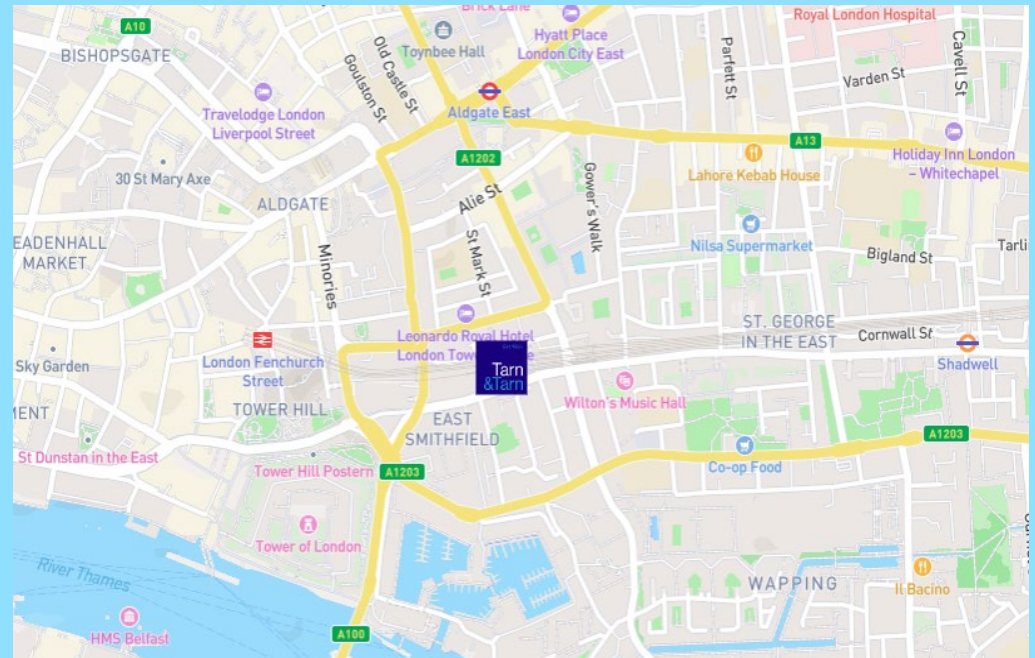 Brick Lane
A10
Royal London Hospital
Hyatt Place
London City East
Toynbee Hall
BISHOPSGATE
Old Castle St
Goulston St
Parfett St
Cavell St
Varden St
Travelodge London
Liverpool Street
Aldgate East
A13
A1202
Holiday Inn London
– Whitechapel
30 St Mary Axe
Lahore Kebab House
ALDGATE
Alie St
Gower's Walk
EADENHALL
MARKET
Minories
St Mark St
Nilsa Supermarket
Bigland St
Tarli
Leonardo Royal Hotel
London Tow
ST. GEORGE
IN THE EAST
Cornwall St
London Fenchurch
Street
Sky Garden
Tarn
&Tarn
Shadwell
Wilton's Music Hall
MENT
TOWER HILL
EAST
SMITHFIELD
A1203
St Dunstan in the East
Tower Hill Postern
A1203
Co-op Food
Tower of London
River Thames
WAPPING
Il Bacino
HMS Belfast
A100